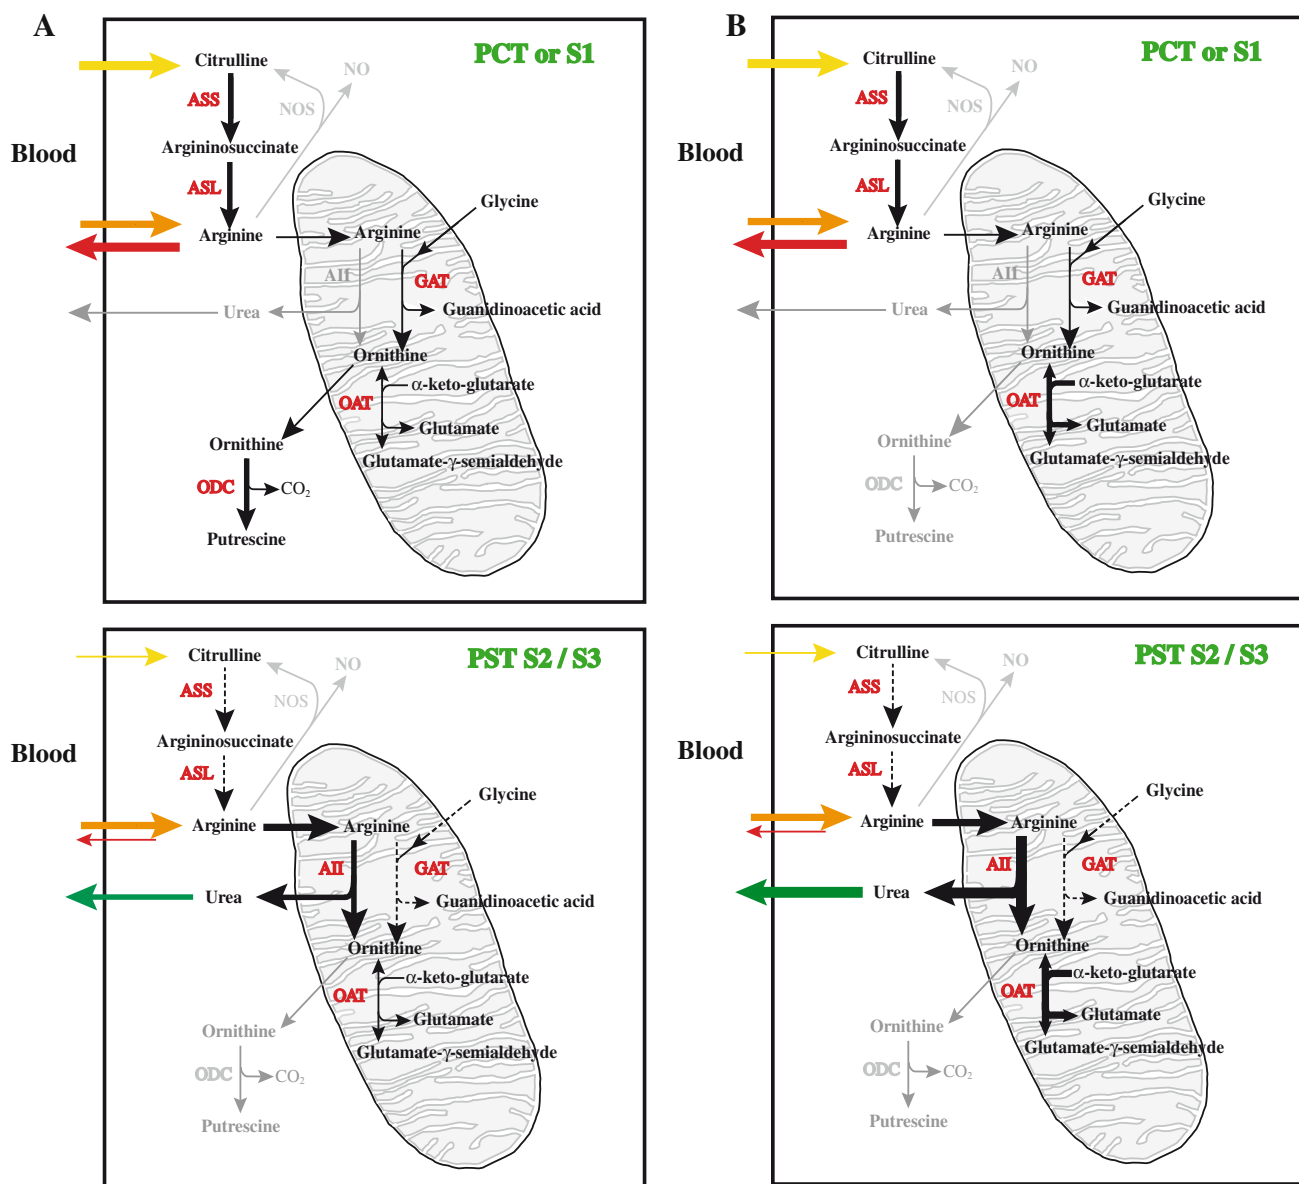 A
PCT or S1
Citrulline
NO
ASS
NOS
Blood
Argininosuccinate
ASL
Glycine
Arginine
Arginine
AII
GAT
Urea
Guanidinoacetic acid
Ornithine
α-keto-glutarate
OAT
Glutamate
Ornithine
Glutamate-γ-semialdehyde
ODC
CO₂
Putrescine
B
PCT or S1
Citrulline
NO
ASS
NOS
Blood
Argininosuccinate
ASL
Glycine
Arginine
Arginine
AII
GAT
Urea
Guanidinoacetic acid
Ornithine
α-keto-glutarate
OAT
Glutamate
Ornithine
Glutamate-γ-semialdehyde
ODC
CO₂
Putrescine
PST S2 / S3
Citrulline
NO
ASS
NOS
Blood
Argininosuccinate
ASL
Glycine
Arginine
Arginine
AII
GAT
Urea
Guanidinoacetic acid
Ornithine
α-keto-glutarate
OAT
Glutamate
Ornithine
Glutamate-γ-semialdehyde
ODC
CO₂
Putrescine
PST S2 / S3
Citrulline
NO
ASS
NOS
Blood
Argininosuccinate
ASL
Glycine
Arginine
Arginine
AII
GAT
Urea
Guanidinoacetic acid
Ornithine
α-keto-glutarate
OAT
Glutamate
Ornithine
Glutamate-γ-semialdehyde
ODC
CO₂
Putrescine